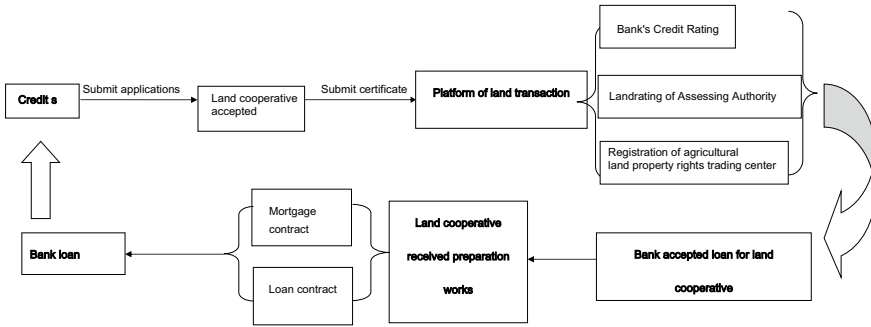 Bank's Credit Rating
Submit applications
Submit certificate
Credit s
Land cooperative
accepted
Platform of land transaction
Landrating of Assessing Authority
Registration of agricultural
land property rights trading center
Mortgage
contract
Land cooperative
received preparation
works
Bank loan
Loan contract
Bank accepted loan for land
cooperative